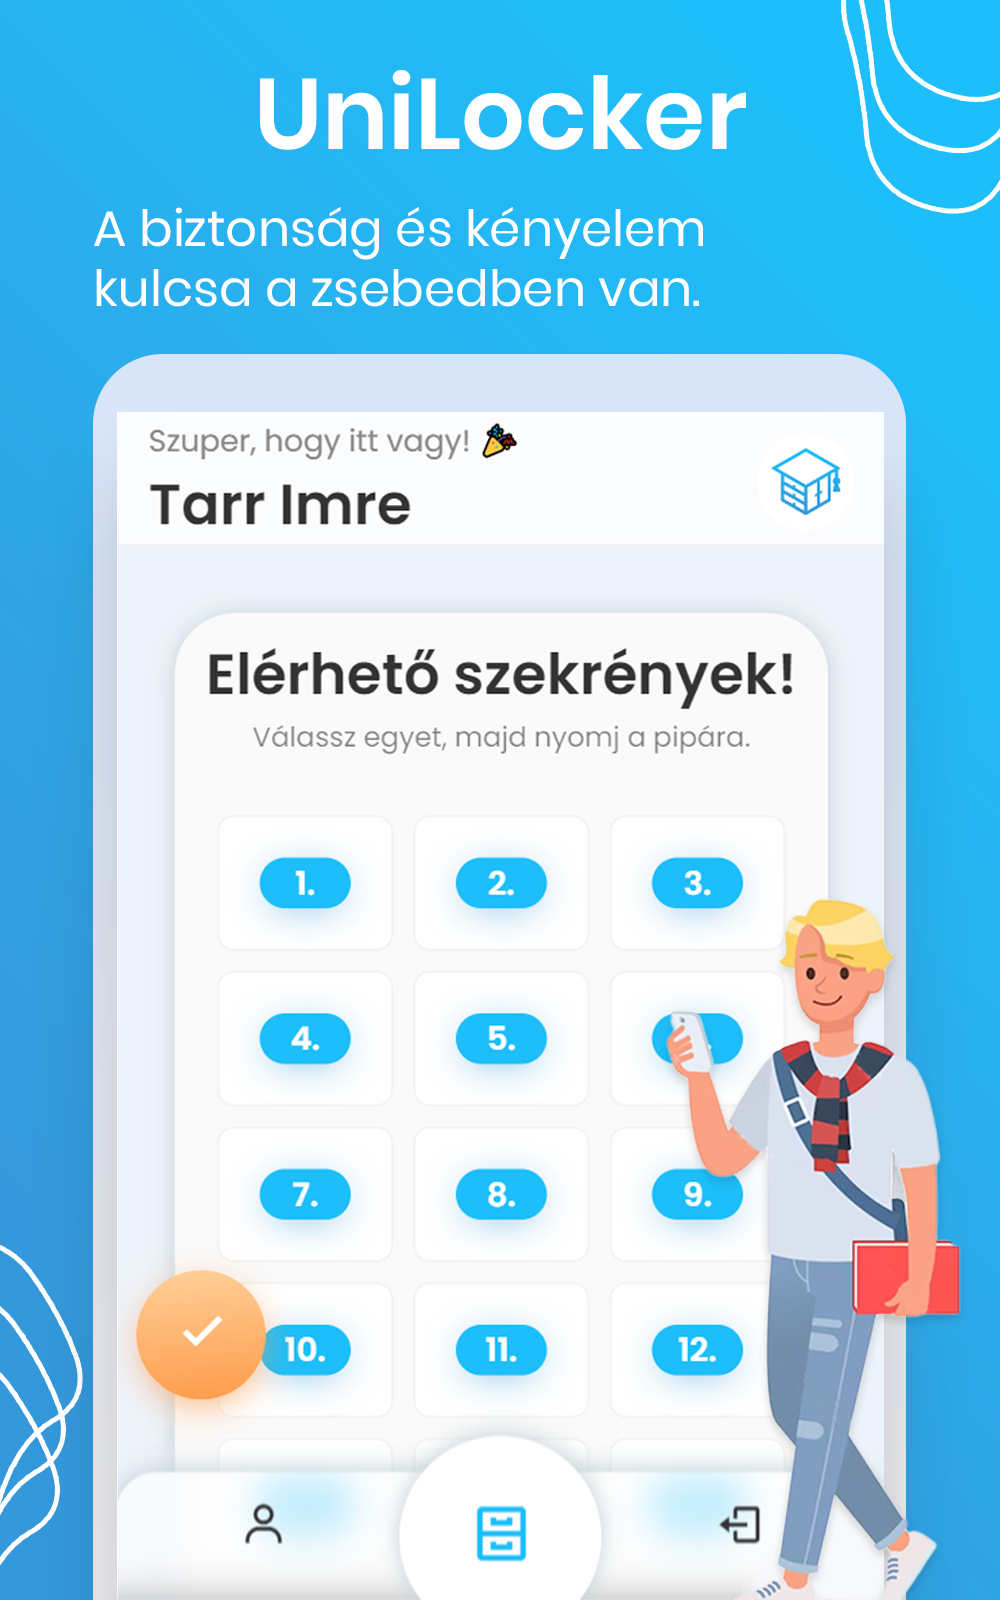 UniLocker
A biztonság és kényelem
kulcsa a zsebedben van.
Szuper, hogy itt vagy!
Tarr Imre
Elérhető szekrények!
Válassz egyet, majd nyomj a pipára.
1.
2.
3.
4.
5.
7.
8.
9.
10.
11.
12.